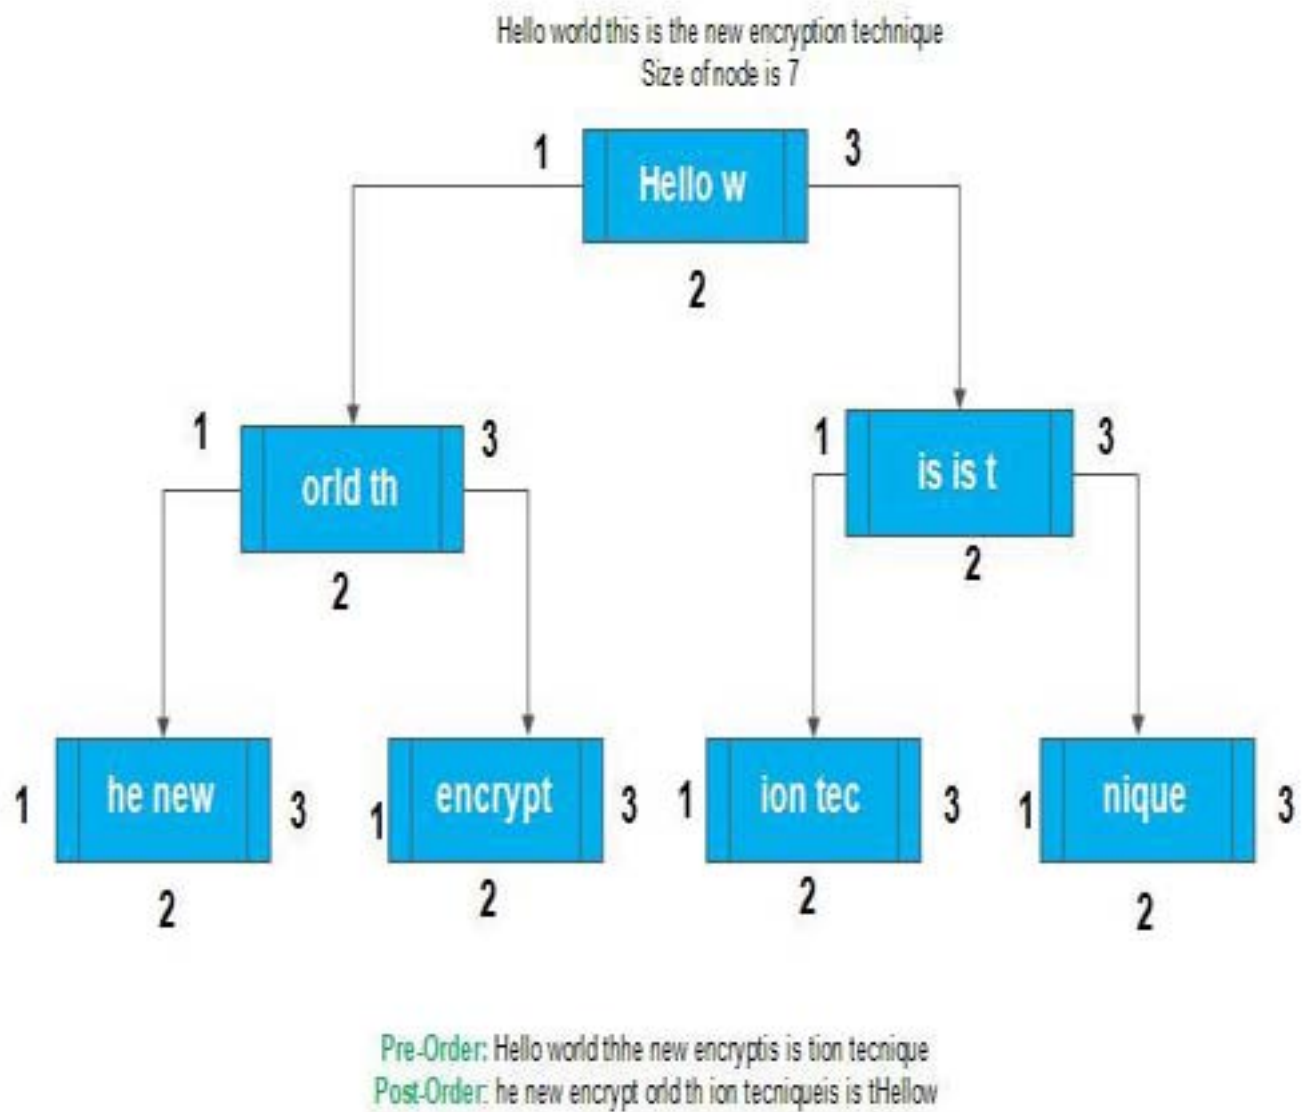 Hello world this is the new encryption technique
Size of node is 7
1
3
Hello w
2
1
3
orld th
2
1
3
is is t
2
1
he new
3
2
1
encrypt
3
2
1
ion tec
3
2
1
nique
3
2
Pre-Order: Hello world thhe new encryptis is tion tecnique
Post-Order: he new encrypt orld th ion tecniqueis is tHellow